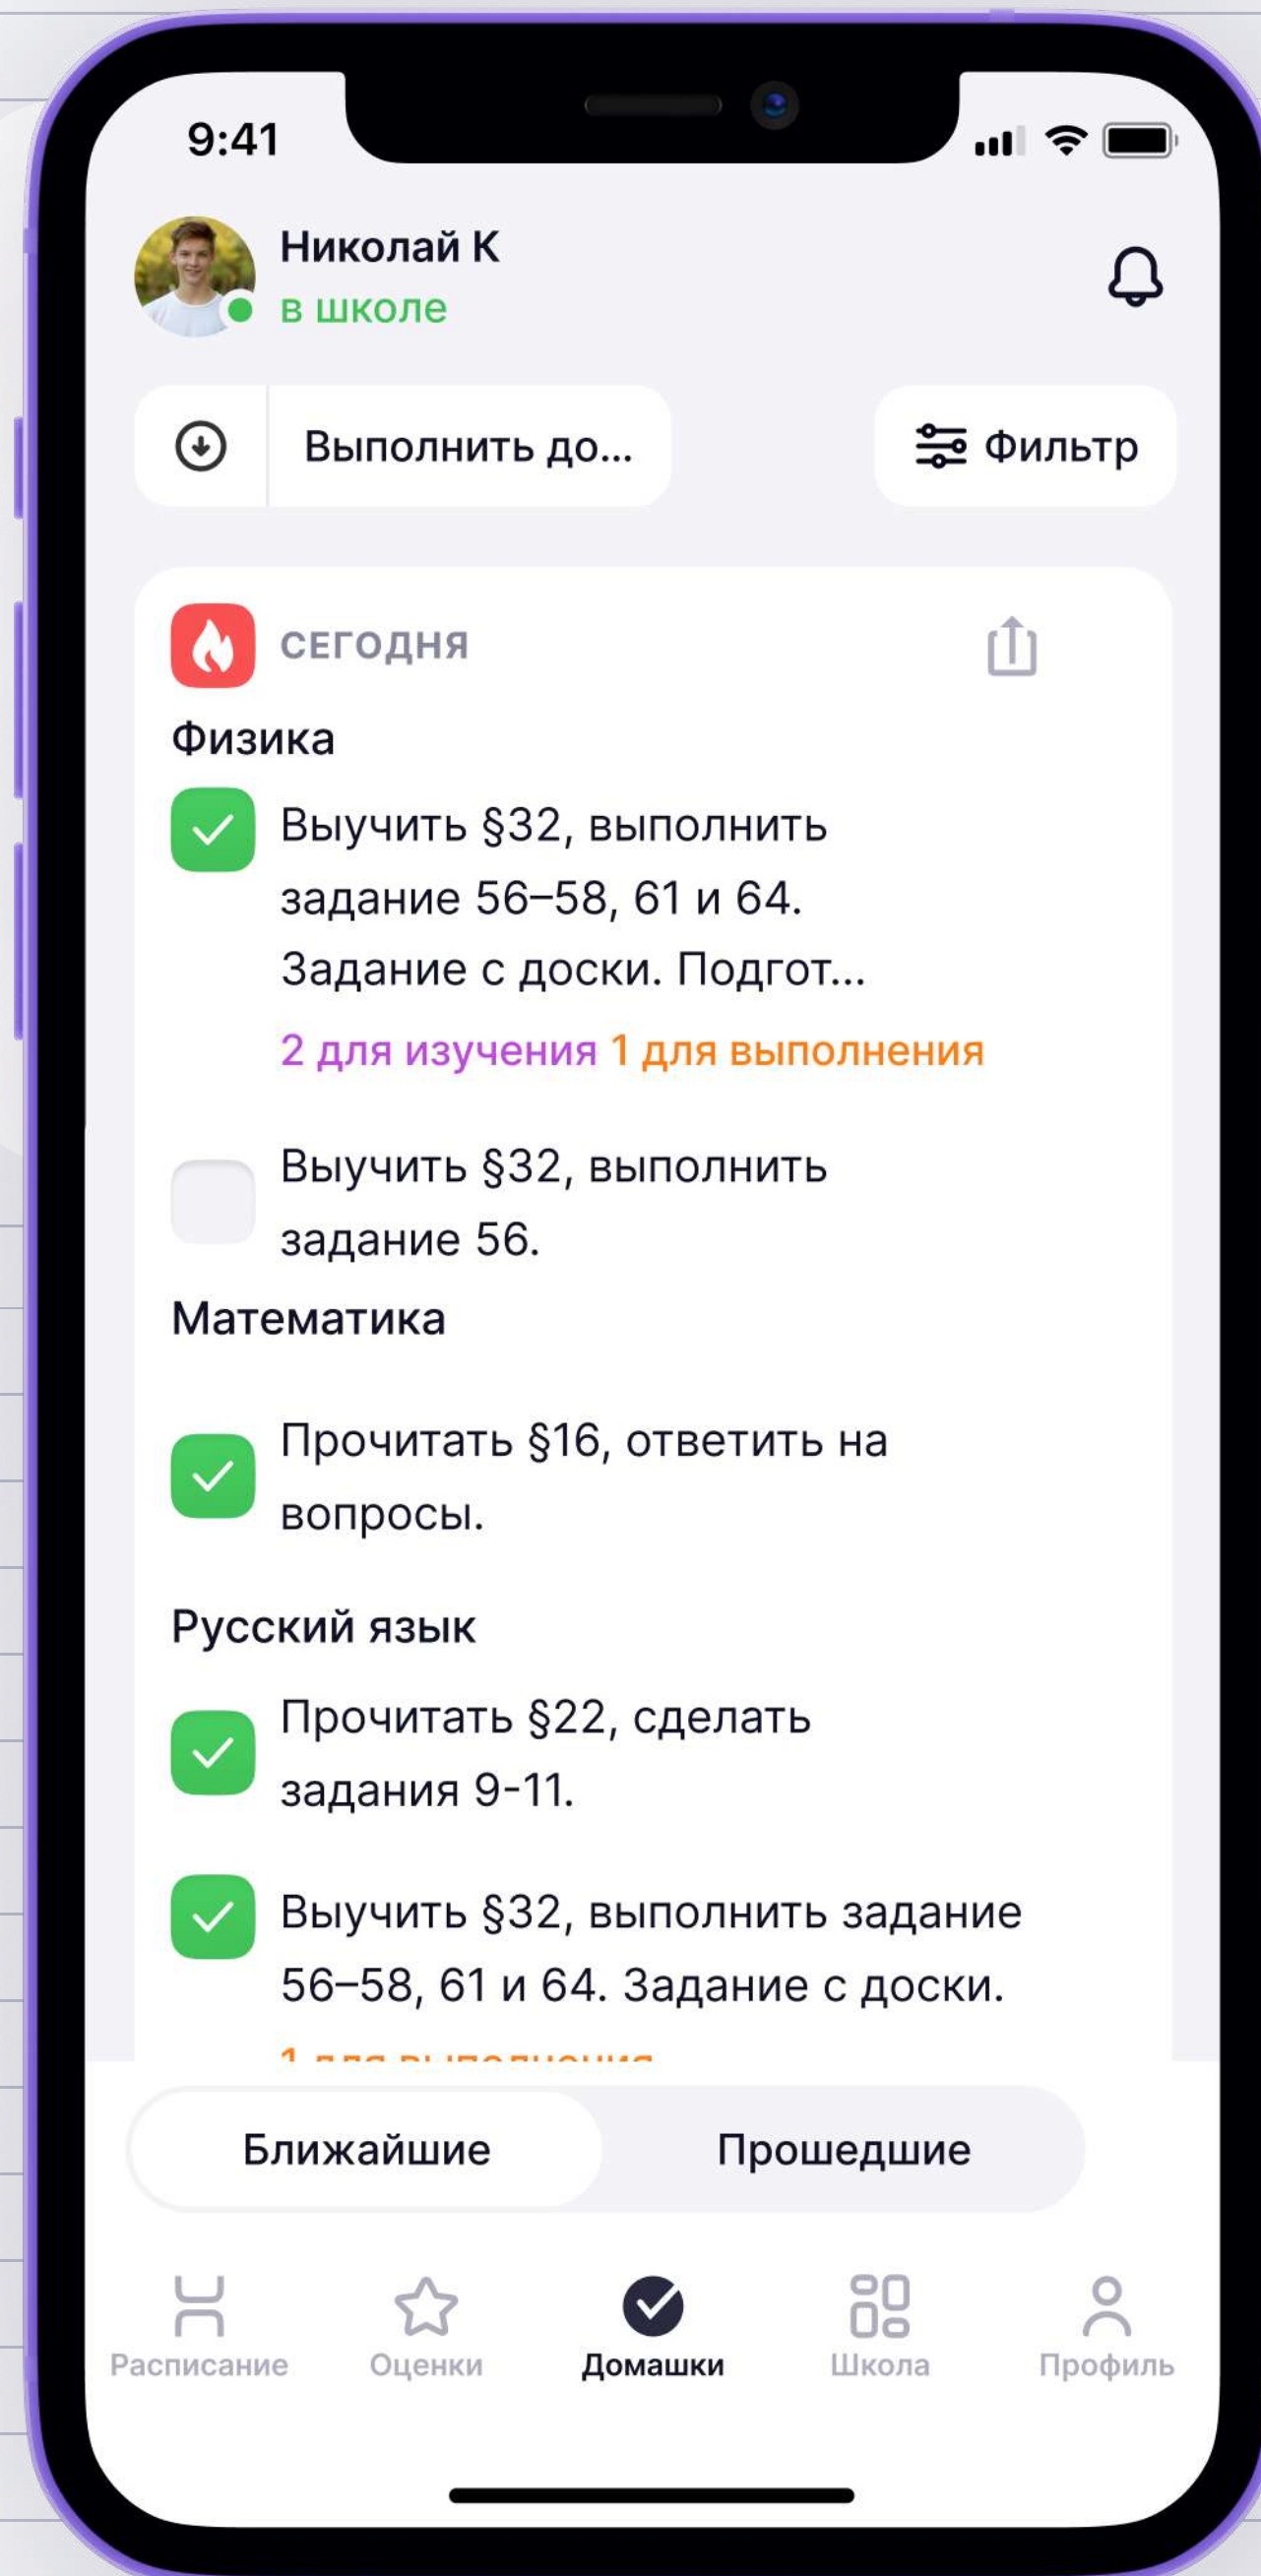 9:41
Николай К
в школе
Выполнить до...
Фильтр
СЕГОДНЯ
Физика
Выучить §32, выполнить
задание 56–58, 61 и 64.
Задание с доски. Подгот...
2 для изучения 1 для выполнения
Выучить §32, выполнить
задание 56.
Математика
Прочитать §16, ответить на
вопросы.
Русский язык
Прочитать §22, сделать
задания 9-11.
Выучить §32, выполнить задание
56–58, 61 и 64. Задание с доски.
1 для выполнения
Ближайшие
Прошедшие
Расписание
Оценки
Домашки
Школа
Профиль